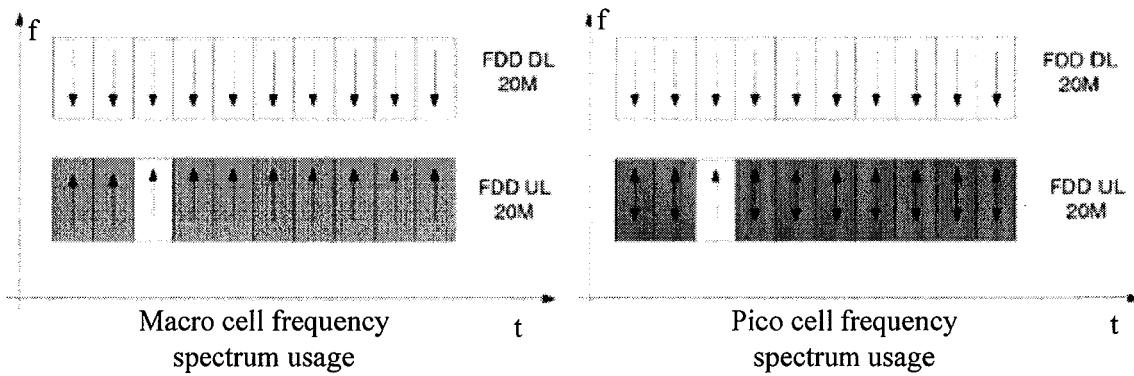 f
FDD DL
20M
FDD UL
20M
Macro cell frequency
spectrum usage
t
f
FDD DL
20M
FDD UL
20M
Pico cell frequency
spectrum usage
t